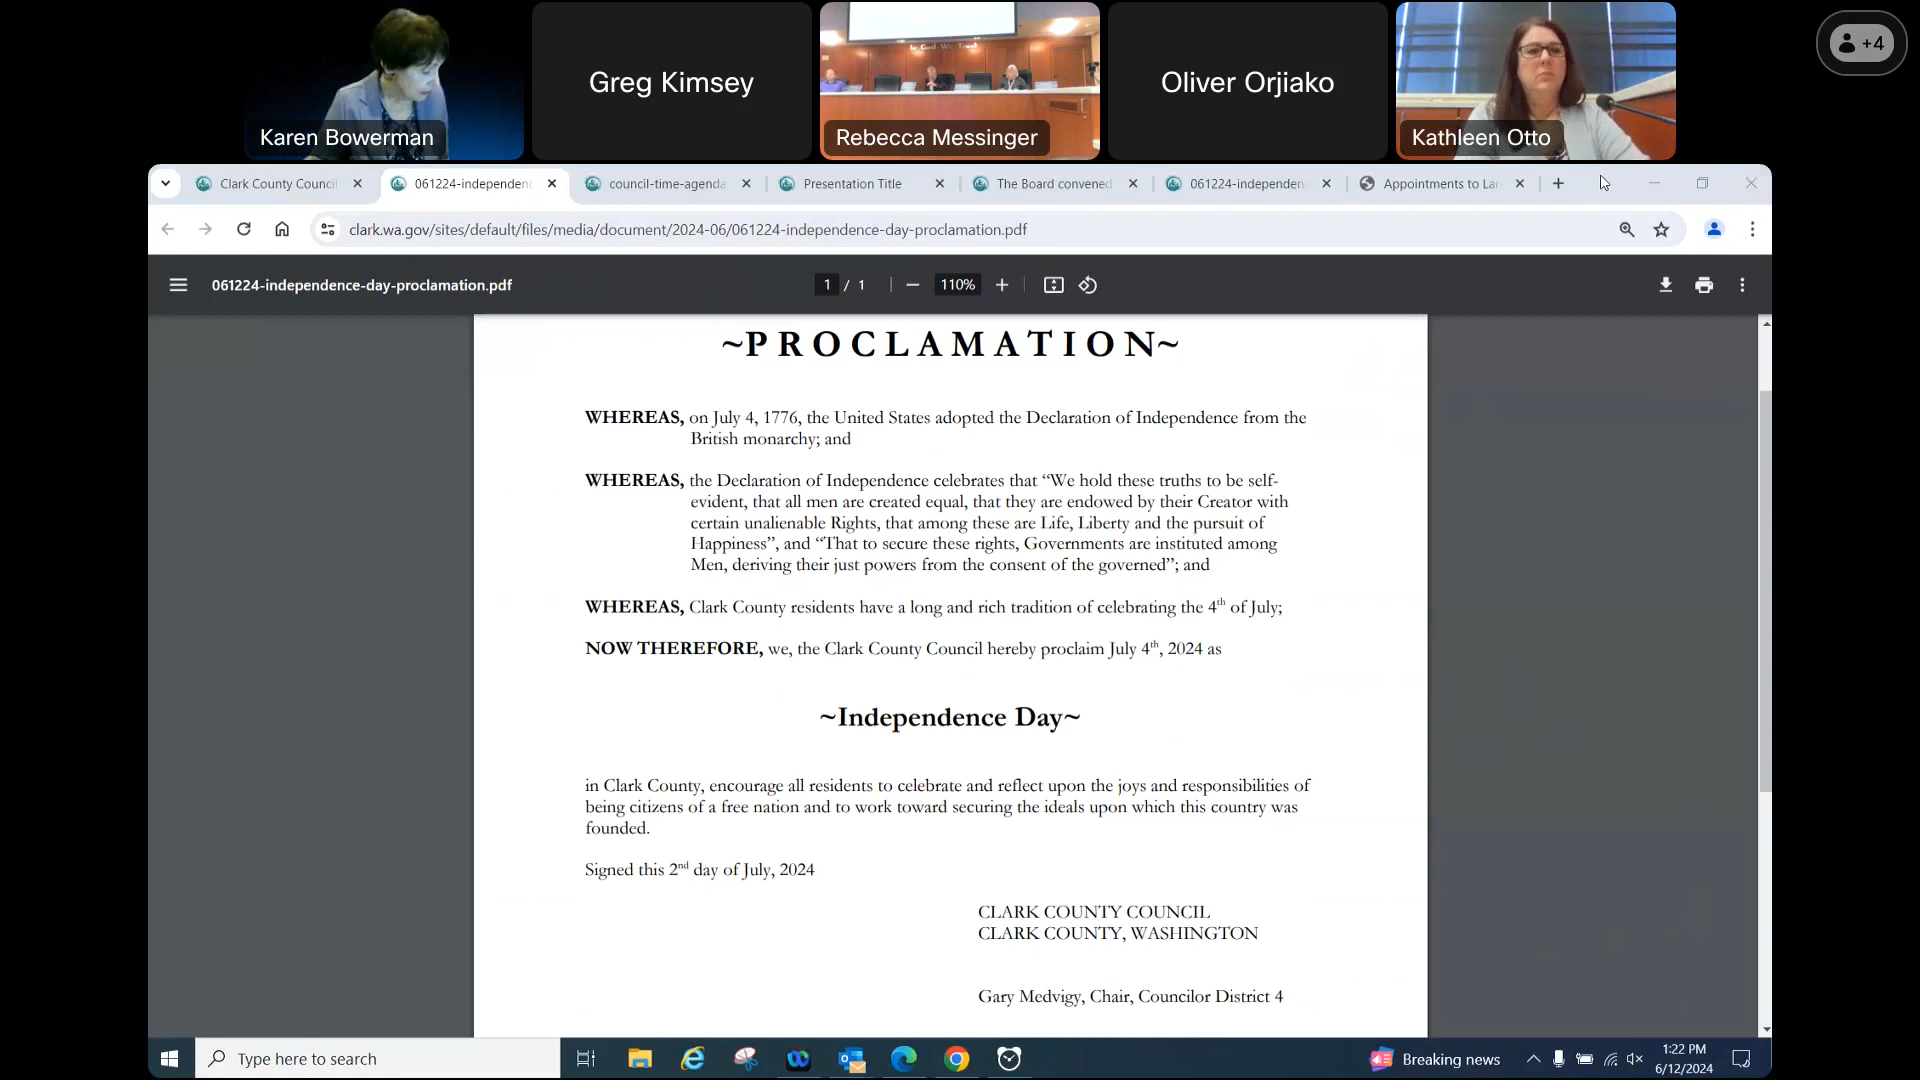 In God We Trust
Karen Bowerman
Greg Kimsey
Rebecca Messinger
Oliver Orjiako
Kathleen Otto
+4
Clark County Council
061224-independenc
council-time-agenda
Presentation Title
The Board convened
061224-independen
Appointments to Lar
clark.wa.gov/sites/default/files/media/document/2024-06/061224-independence-day-proclamation.pdf
061224-independence-day-proclamation.pdf
1 / 1
110%
~PROCLAMATION~
WHEREAS, on July 4, 1776, the United States adopted the Declaration of Independence from the
British monarchy; and
WHEREAS, the Declaration of Independence celebrates that “We hold these truths to be self-
evident, that all men are created equal, that they are endowed by their Creator with
certain unalienable Rights, that among these are Life, Liberty and the pursuit of
Happiness”, and “That to secure these rights, Governments are instituted among
Men, deriving their just powers from the consent of the governed”; and
WHEREAS, Clark County residents have a long and rich tradition of celebrating the 4th of July;
NOW THEREFORE, we, the Clark County Council hereby proclaim July 4th, 2024 as
~Independence Day~
in Clark County, encourage all residents to celebrate and reflect upon the joys and responsibilities of
being citizens of a free nation and to work toward securing the ideals upon which this country was
founded.
Signed this 2nd day of July, 2024
CLARK COUNTY COUNCIL
CLARK COUNTY, WASHINGTON
Gary Medvigy, Chair, Councilor District 4
Type here to search
Breaking news
1:22 PM
6/12/2024